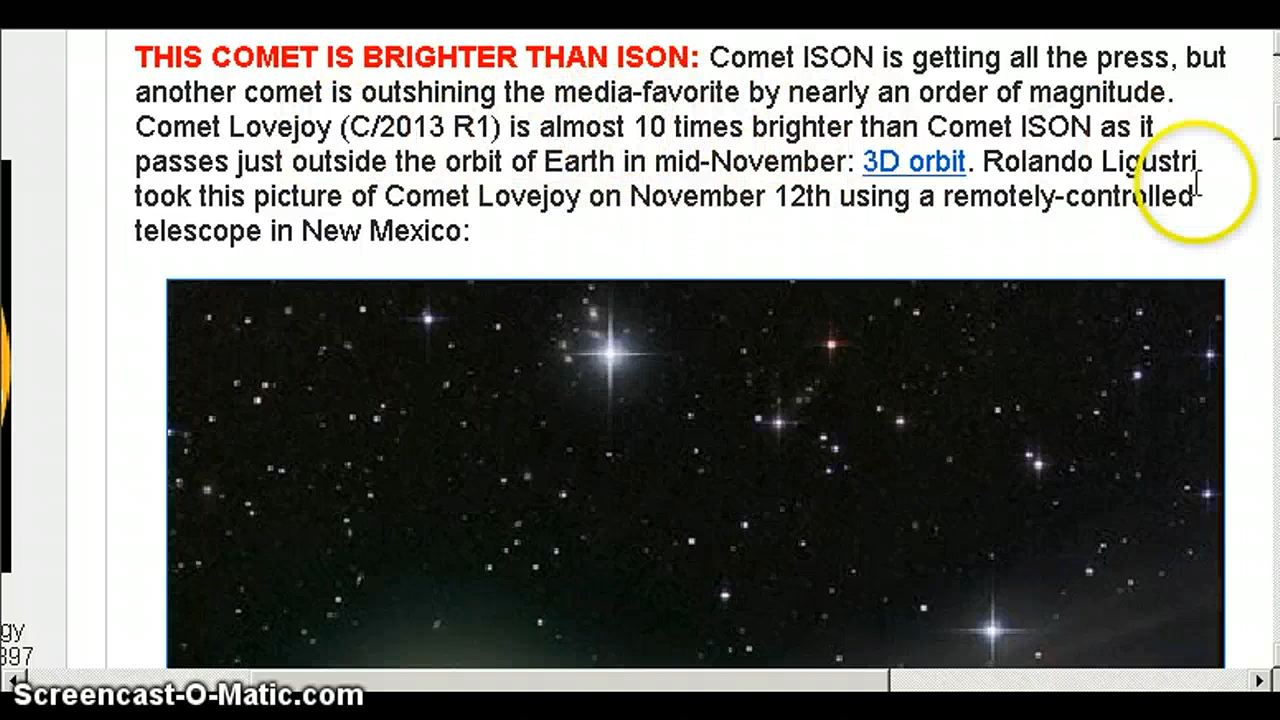 THIS COMET IS BRIGHTER THAN ISON: Comet ISON is getting all the press, but
another comet is outshining the media-favorite by nearly an order of magnitude.
Comet Lovejoy (C/2013 R1) is almost 10 times brighter than Comet ISON as it
passes just outside the orbit of Earth in mid-November: 3D orbit. Rolando Ligustri
took this picture of Comet Lovejoy on November 12th using a remotely-controlled
telescope in New Mexico:
gy
897
Screencast-O-Matic.com